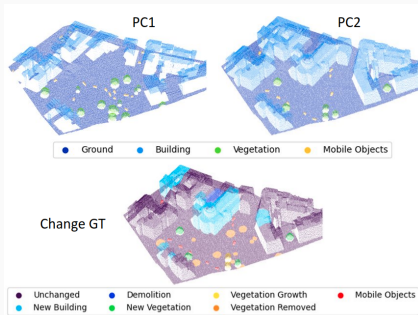 PC1 PC2
Ground Building Vegetation Mobile Objects
Change GT
Unchanged Demolition Vegetation Growth Mobile Objects
New Building New Vegetation Vegetation Removed